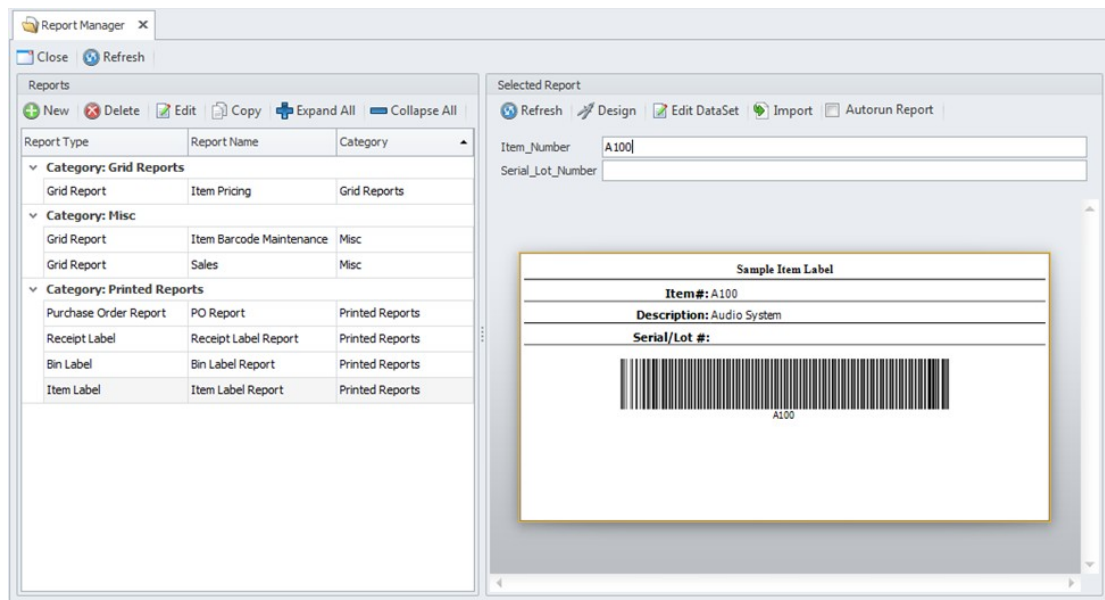 Report Manager
Close Refresh
Reports
New Delete Edit Copy Expand All Collapse All
Report Type Report Name Category
Category: Grid Reports
Grid Report Item Pricing Grid Reports
Category: Misc
Grid Report Item Barcode Maintenance Misc
Grid Report Sales Misc
Category: Printed Reports
Purchase Order Report PO Report Printed Reports
Receipt Label Receipt Label Report Printed Reports
Bin Label Bin Label Report Printed Reports
Item Label Item Label Report Printed Reports
Selected Report
Refresh Design Edit DataSet Import Autorun Report
Item_Number A100
Serial_Lot_Number
Sample Item Label
Item#: A100
Description: Audio System
Serial/Lot #:
A100